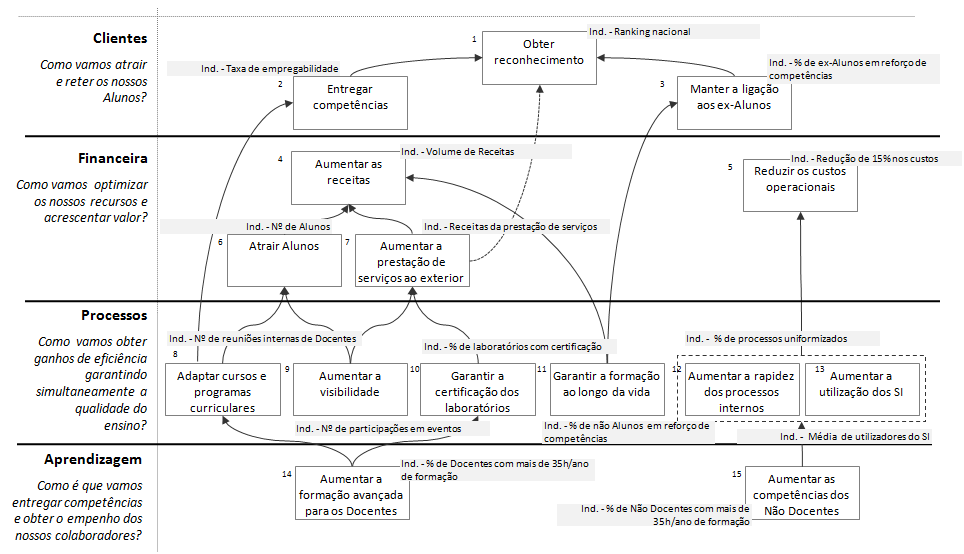 Clientes
Como vamos atrair
e reter os nossos
Alunos?
1
Obter
reconhecimento
Ind. - Ranking nacional
Ind. - Taxa de empregabilidade
2
Entregar
competências
Ind. - % de ex-Alunos em reforço de
competências
3
Manter a ligação
aos ex-Alunos
Financeira
Como vamos optimizar
os nossos recursos e
acrescentar valor?
4
Aumentar as
receitas
Ind. - Volume de Receitas
5
Ind. - Redução de 15% nos custos
Reduzir os custos
operacionais
Ind. - Nº de Alunos
6
Atrair Alunos
7
Ind. - Receitas da prestação de serviços
Aumentar a
prestação de
serviços ao exterior
Processos
Como vamos obter
ganhos de eficiência
garantindo
simultaneamente a
qualidade do
ensino?
Ind. - Nº de reuniões internas de Docentes
8
Adaptar cursos e
programas
curriculares
9
Aumentar a
visibilidade
Ind. - % de laboratórios com certificação
10
Garantir a
certificação dos
laboratórios
11
Garantir a formação
ao longo da vida
Ind. - % de processos uniformizados
12
Aumentar a rapidez
dos processos
internos
13
Aumentar a
utilização dos SI
Ind. - Nº de participações em eventos
Ind. - % de não Alunos em reforço de
competências
Ind. - Média de utilizadores do SI
Aprendizagem
Como é que vamos
entregar competências
e obter o empenho dos
nossos colaboradores?
14
Aumentar a
formação avançada
para os Docentes
Ind. - % de Docentes com mais de 35h/ano
de formação
15
Aumentar as
competências dos
Não Docentes
Ind. - % de Não Docentes com mais de
35h/ano de formação